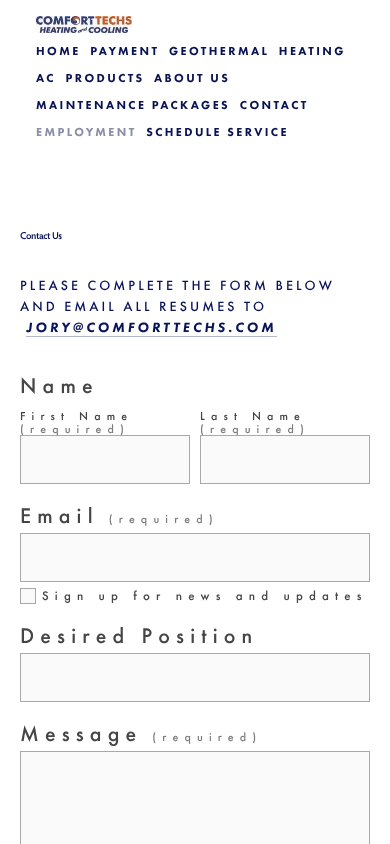 COMFORTTECHS
HEATING and COOLING
HOME PAYMENT GEOTHERMAL HEATING
AC PRODUCTS ABOUT US
MAINTENANCE PACKAGES CONTACT
EMPLOYMENT SCHEDULE SERVICE
Contact Us
PLEASE COMPLETE THE FORM BELOW
AND EMAIL ALL RESUMES TO
JORY@COMFORTTECHS.COM
Name
First Name (required)
Last Name (required)
Email (required)
Sign up for news and updates
Desired Position
Message (required)